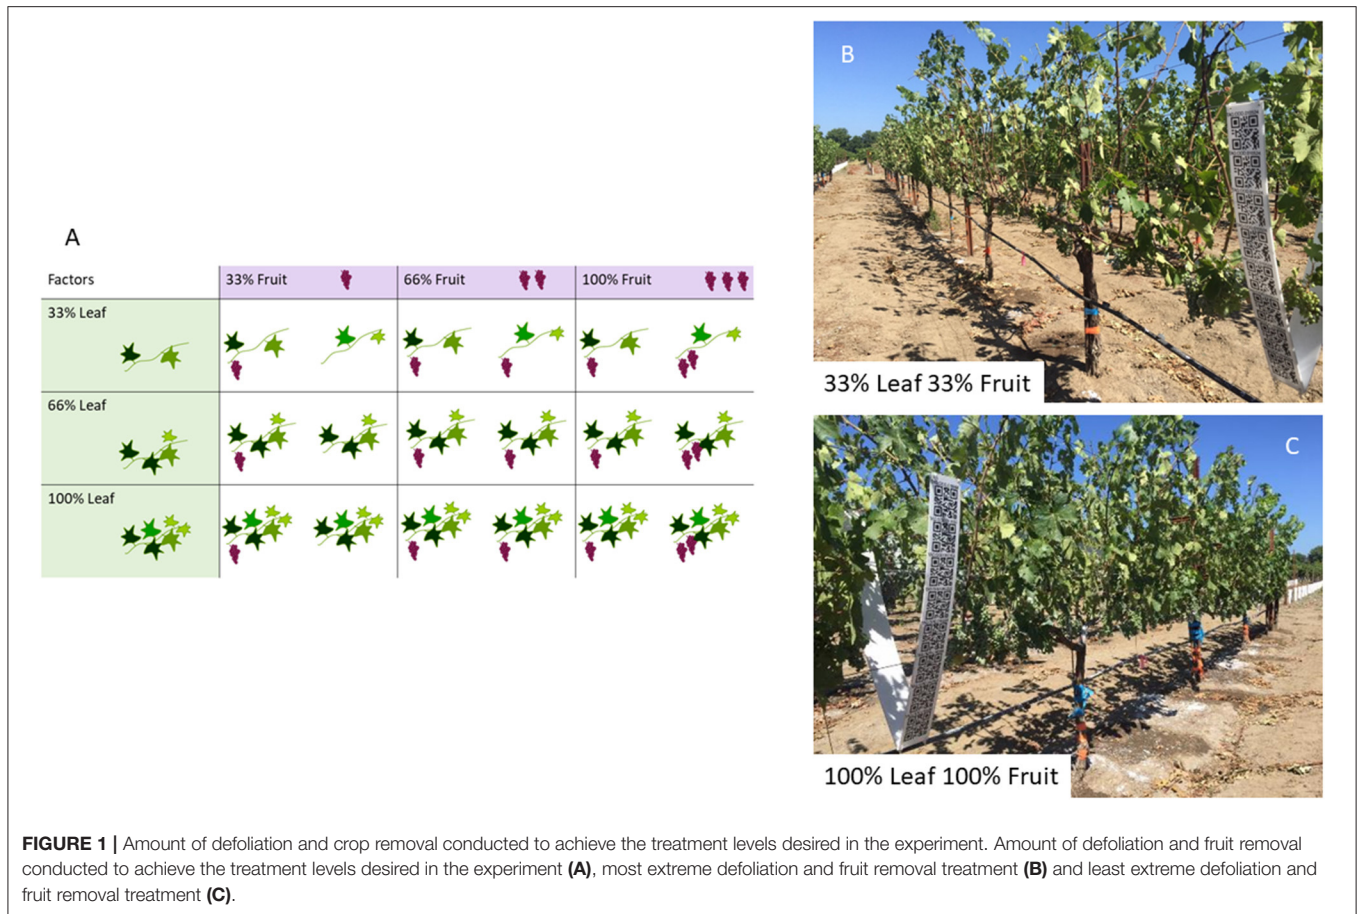 A
Factors
33% Fruit
66% Fruit
100% Fruit
33% Leaf
66% Leaf
100% Leaf
B
33% Leaf 33% Fruit
C
100% Leaf 100% Fruit
FIGURE 1 | Amount of defoliation and crop removal conducted to achieve the treatment levels desired in the experiment. Amount of defoliation and fruit removal
conducted to achieve the treatment levels desired in the experiment (A), most extreme defoliation and fruit removal treatment (B) and least extreme defoliation and
fruit removal treatment (C).